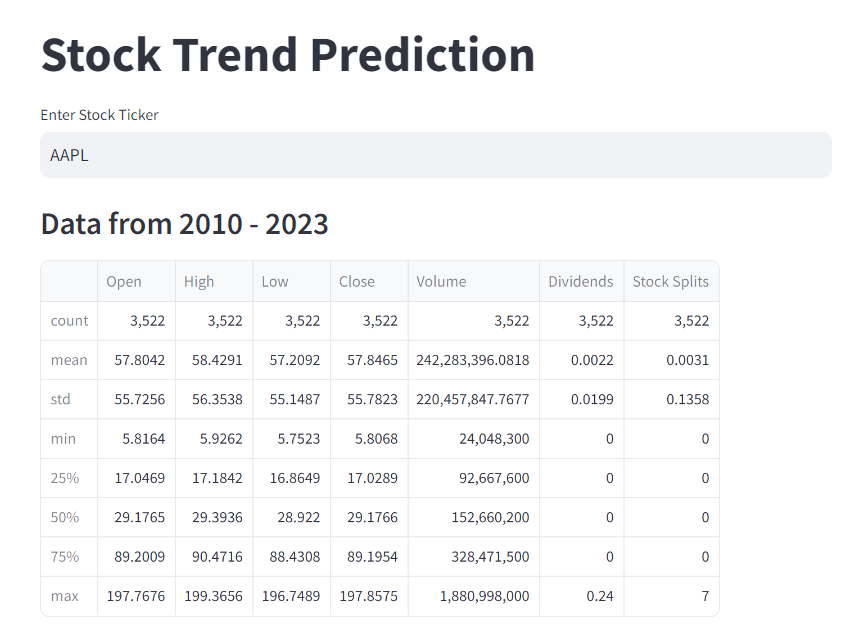 Stock Trend Prediction
Enter Stock Ticker
AAPL
Data from 2010 - 2023
Open High Low Close Volume Dividends Stock Splits
count 3,522 3,522 3,522 3,522 3,522 3,522 3,522
mean 57.8042 58.4291 57.2092 57.8465 242,283,396.0818 0.0022 0.0031
std 55.7256 56.3538 55.1487 55.7823 220,457,847.7677 0.0199 0.1358
min 5.8164 5.9262 5.7523 5.8068 24,048,300 0 0
25% 17.0469 17.1842 16.8649 17.0289 92,667,600 0 0
50% 29.1765 29.3936 28.922 29.1766 152,660,200 0 0
75% 89.2009 90.4716 88.4308 89.1954 328,471,500 0 0
max 197.7676 199.3656 196.7489 197.8575 1,880,998,000 0.24 7